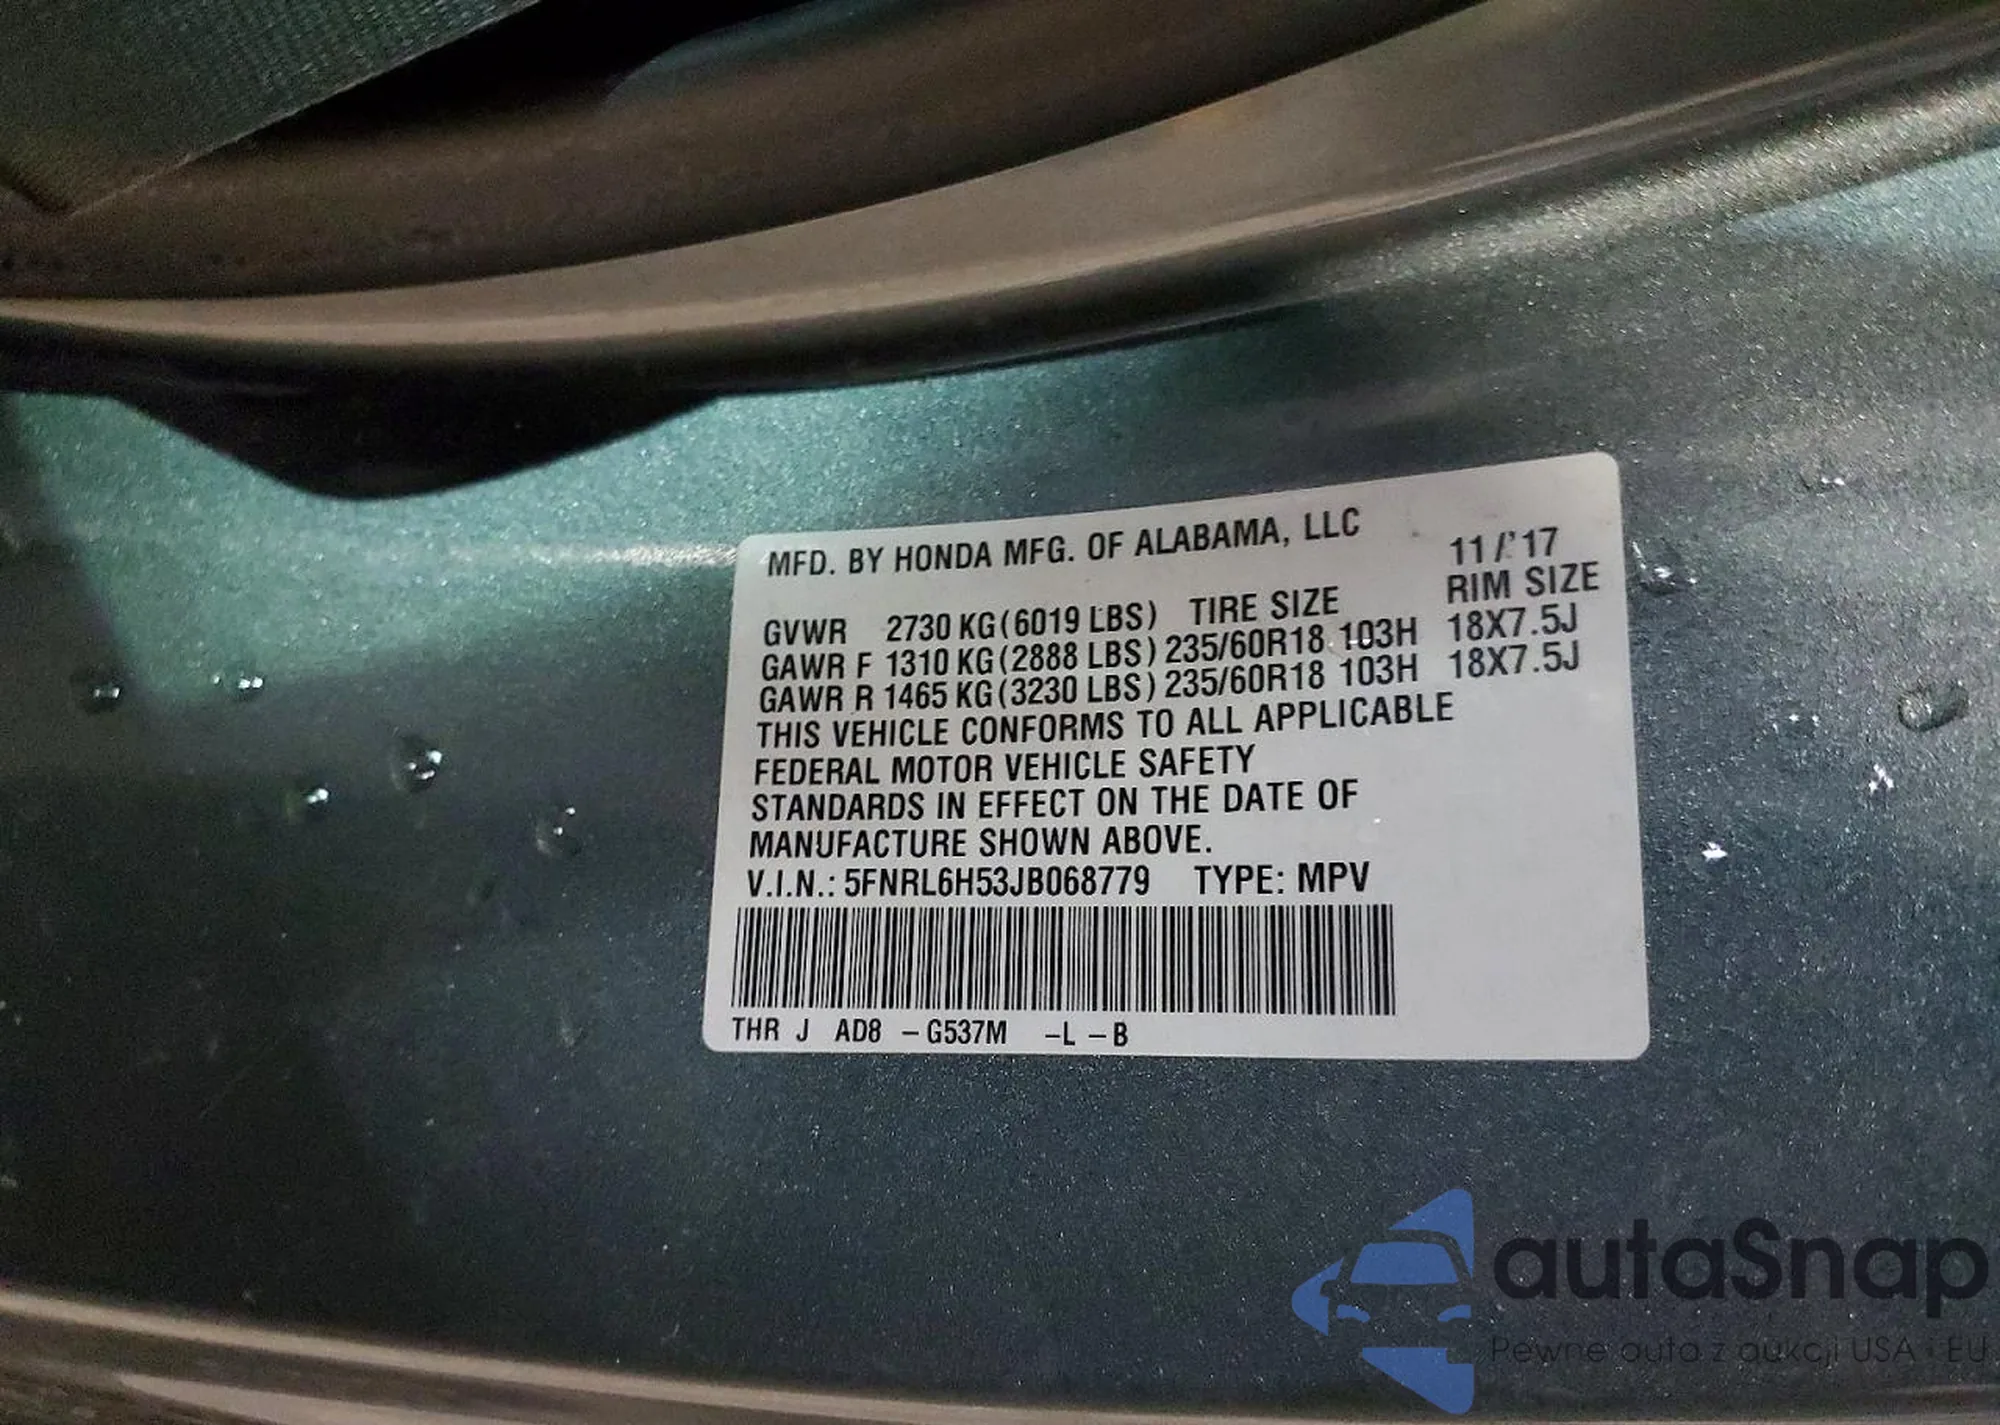 MFD. BY HONDA MFG. OF ALABAMA, LLC 11/'17
GVWR 2730 KG(6019 LBS) TIRE SIZE RIM SIZE
GAWR F 1310 KG(2888 LBS) 235/60R18 103H 18X7.5J
GAWR R 1465 KG(3230 LBS) 235/60R18 103H 18X7.5J
THIS VEHICLE CONFORMS TO ALL APPLICABLE
FEDERAL MOTOR VEHICLE SAFETY
STANDARDS IN EFFECT ON THE DATE OF
MANUFACTURE SHOWN ABOVE.
V.I.N.: 5FNRL6H53JB068779 TYPE: MPV
THR J AD8 -G537M -L -B
autaSnap
Pewne auta z aukcji USA i EU